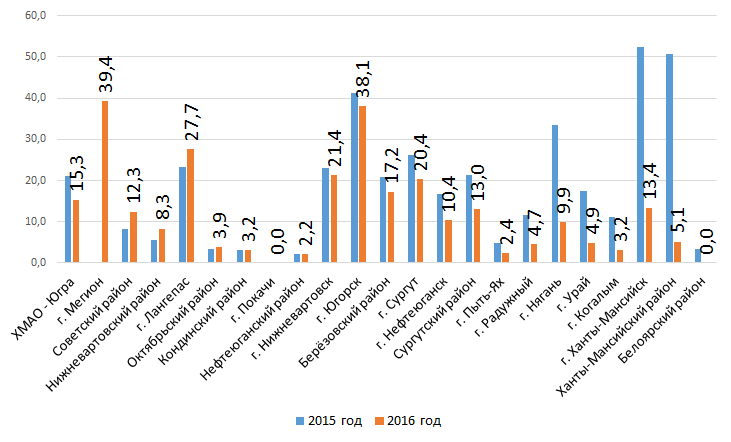 60,0
50,0
40,0
30,0
20,0
10,0
0,0
15,3
39,4
12,3
8,3
27,7
3,9
3,2
0,0
2,2
21,4
38,1
17,2
20,4
10,4
13,0
2,4
4,7
9,9
4,9
3,2
13,4
5,1
0,0
ХМАО - Югра
г. Мегион
Советский район
Нижневартовский район
г. Лангепас
Октябрьский район
Кондинский район
г. Покачи
Нефтеюганский район
г. Нижневартовск
г. Югорск
Берёзовский район
г. Сургут
г. Нефтеюганск
Сургутский район
г. Пыть-Ях
г. Радужный
г. Нягань
г. Урай
г. Когалым
г. Ханты-Мансийск
Ханты-Мансийский район
Белоярский район
2015 год
2016 год